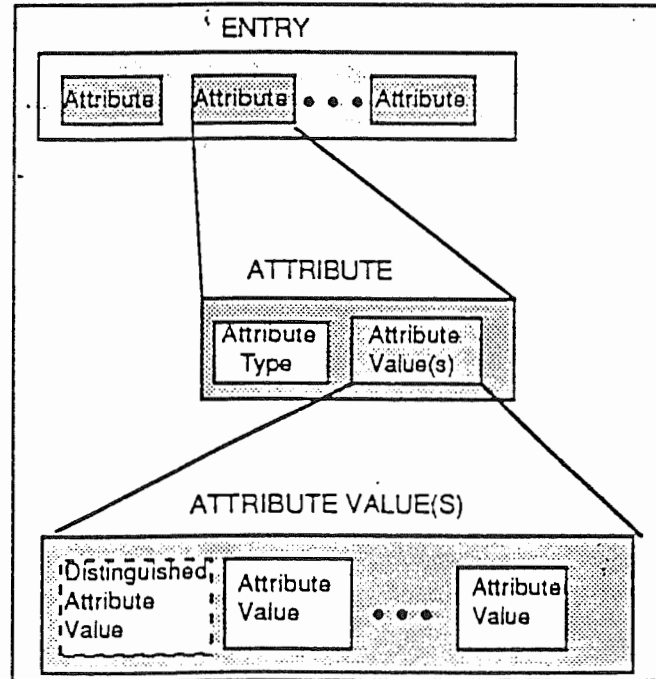 ENTRY
Attribute Attribute • • • Attribute
ATTRIBUTE
Attribute
Type
Attribute
Value(s)
ATTRIBUTE VALUE(S)
Distinguished
Attribute
Value
Attribute
Value
• • •
Attribute
Value